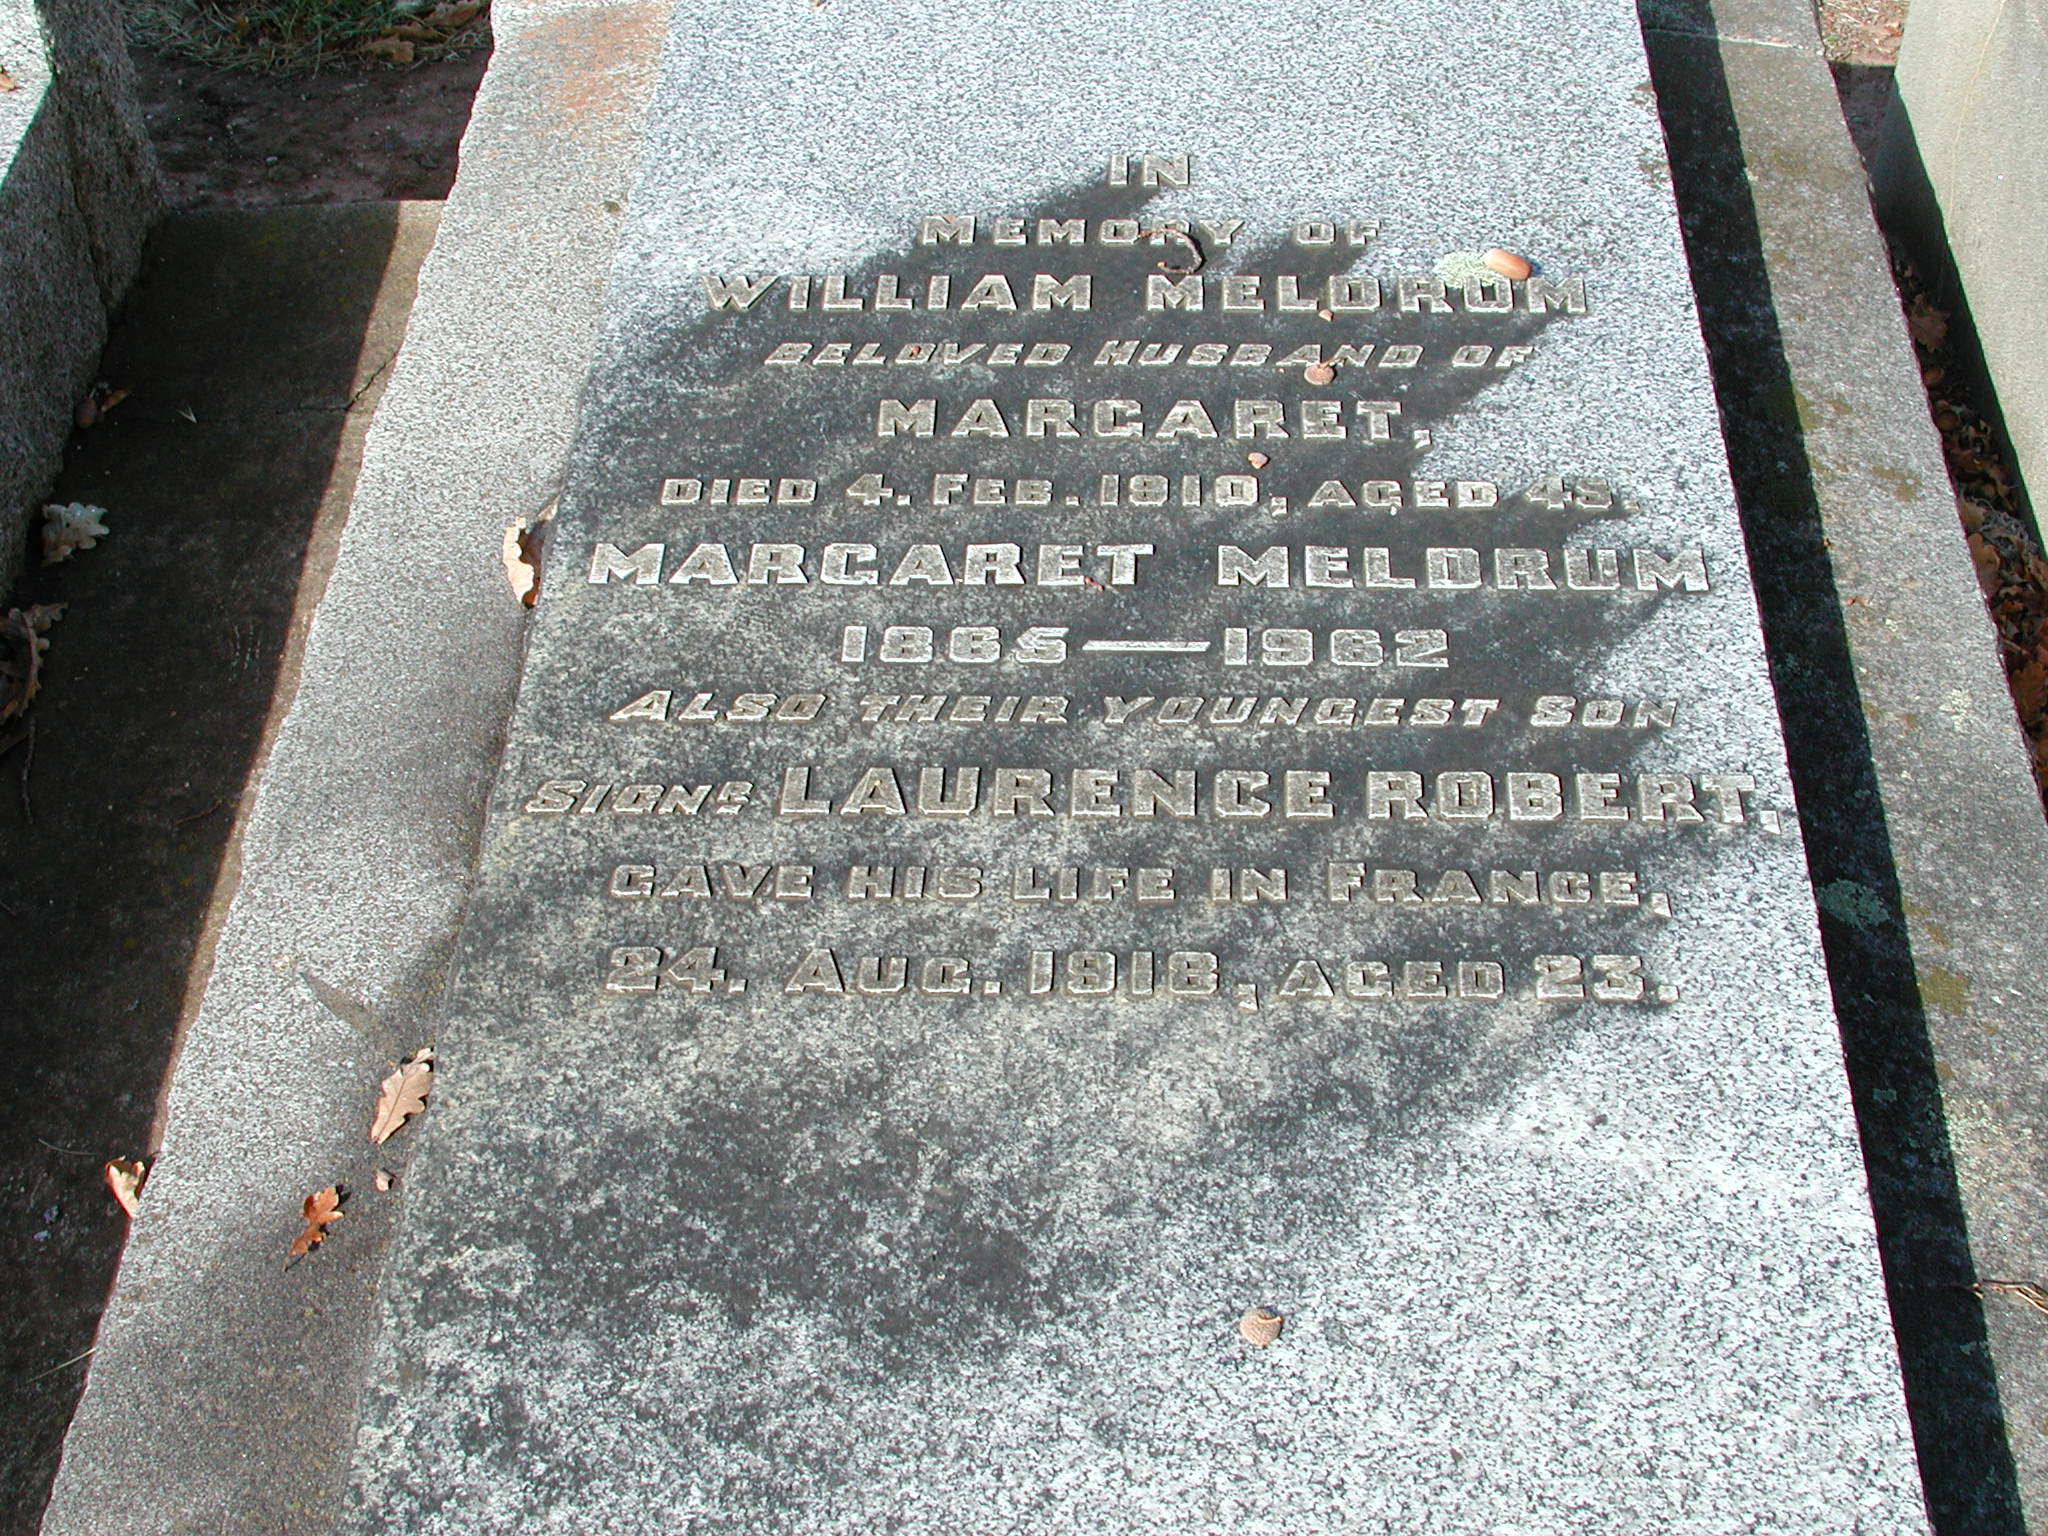 IN
MEMORY OF
WILLIAM MELDRUM
BELOVED HUSBAND OF
MARGARET,
DIED 4. FEB. 1910, AGED
MARGARET MELDRUM
1865—1962
ALSO THEIR YOUNGEST SON
SIGNR LAURENCE ROBERT,
GAVE HIS LIFE IN FRANCE,
24. AUG. 1918, AGED 23.